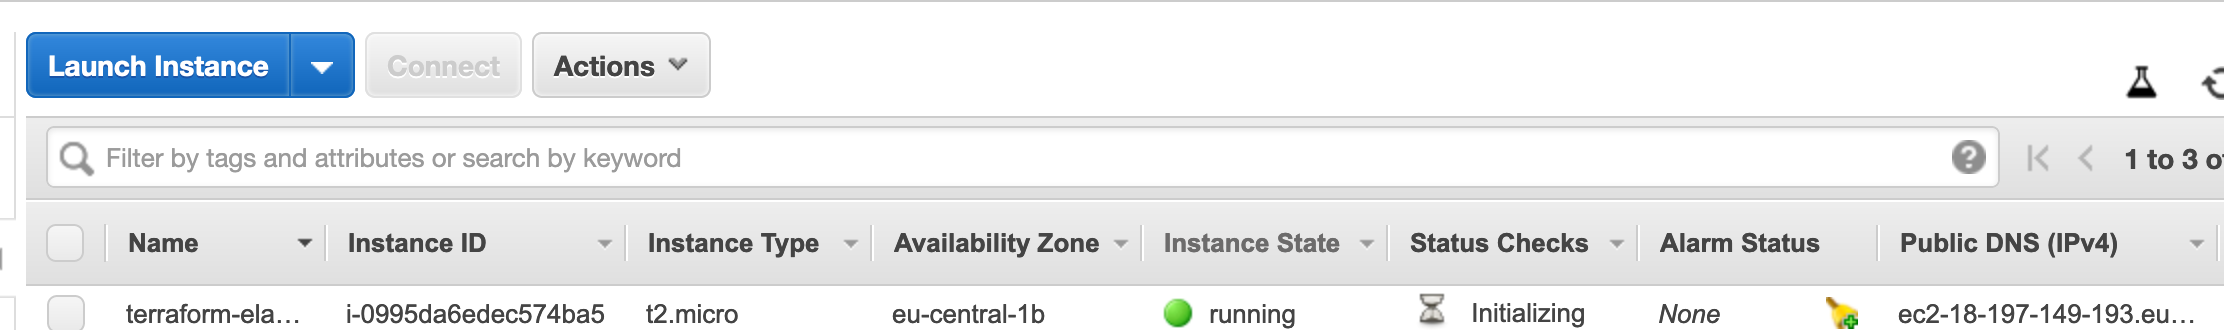 Launch Instance Connect Actions
Filter by tags and attributes or search by keyword 1 to 3 o
Name Instance ID Instance Type Availability Zone Instance State Status Checks Alarm Status Public DNS (IPv4)
terraform-ela... i-0995da6edec574ba5 t2.micro eu-central-1b running Initializing None ec2-18-197-149-193.eu...